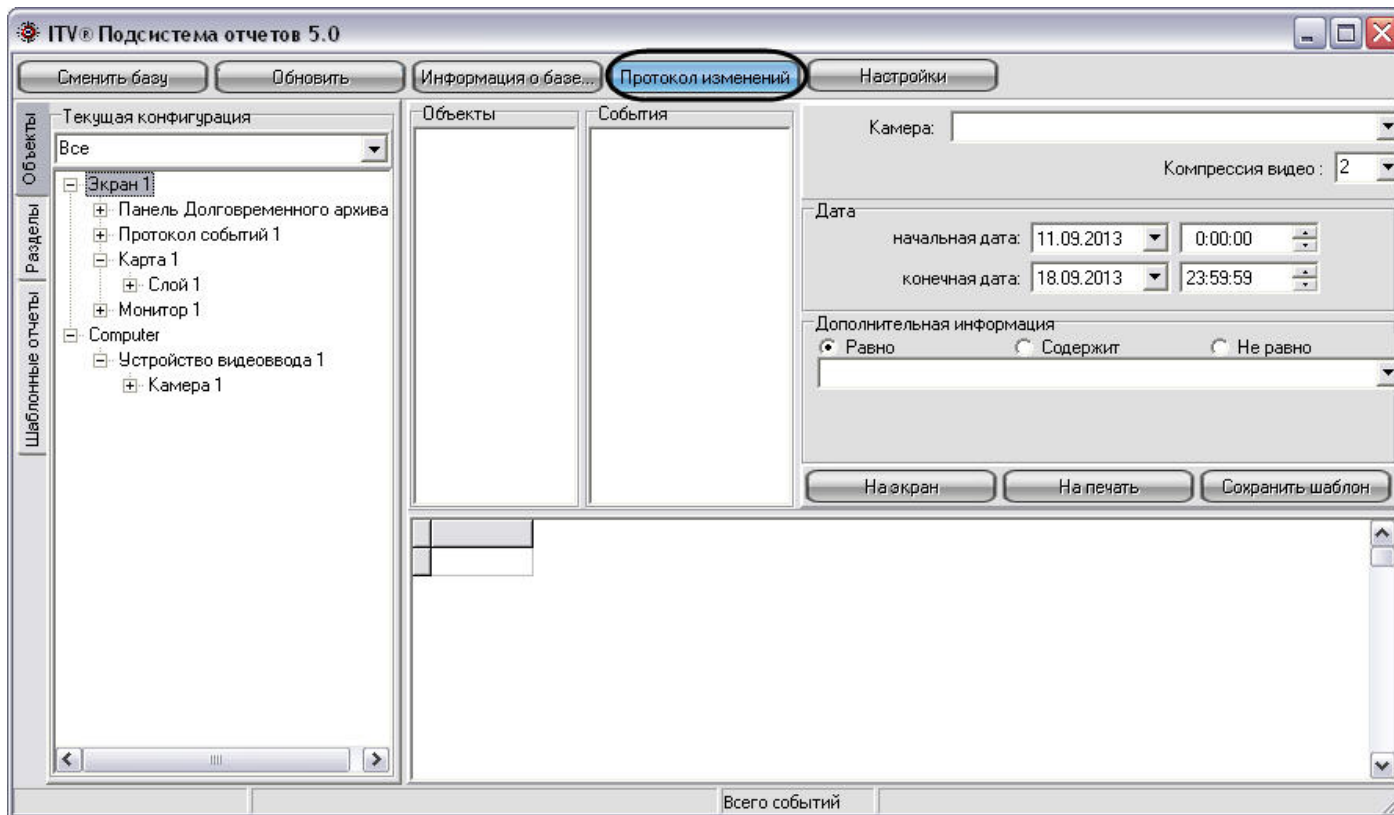 ITV® Подсистема отчетов 5.0
Сменить базу
Обновить
Информация о базе...
Протокол изменений
Настройки
Объекты
Разделы
Шаблонные отчеты
Текущая конфигурация
Все
Экран 1
Панель Долговременного архива
Протокол событий 1
Карта 1
Слой 1
Монитор 1
Computer
Устройство видеоввода 1
Камера 1
Объекты
События
Камера:
Компрессия видео : 2
Дата
начальная дата: 11.09.2013 0:00:00
конечная дата: 18.09.2013 23:59:59
Дополнительная информация
Равно Содержит Не равно
На экран
На печать
Сохранить шаблон
Всего событий